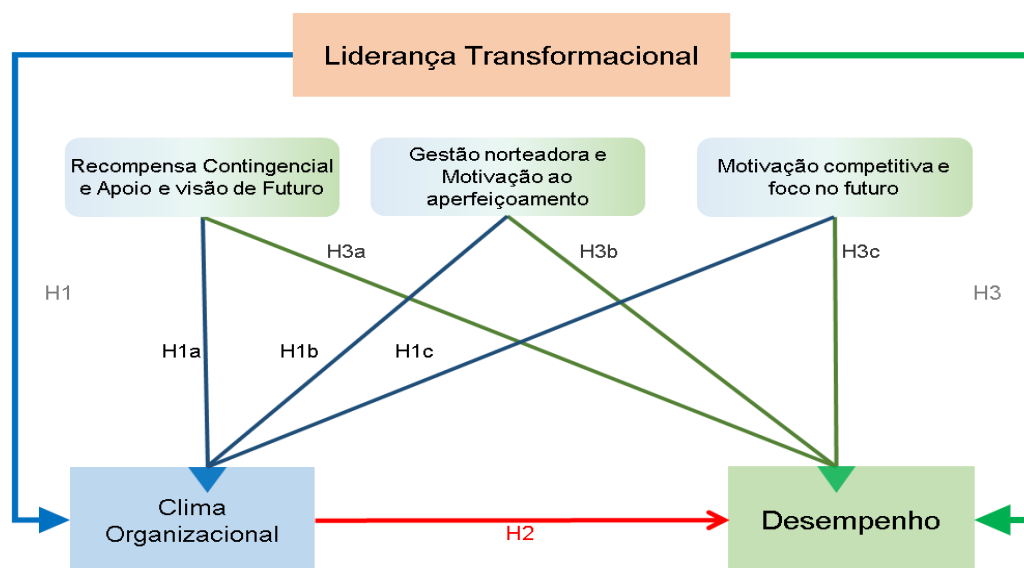 Liderança Transformacional
Recompensa Contingencial
e Apoio e visão de Futuro
Gestão norteadora e
Motivação ao
aperfeiçoamento
Motivação competitiva e
foco no futuro
H3a
H3b
H3c
H1
H3
H1a
H1b
H1c
Clima
Organizacional
H2
Desempenho